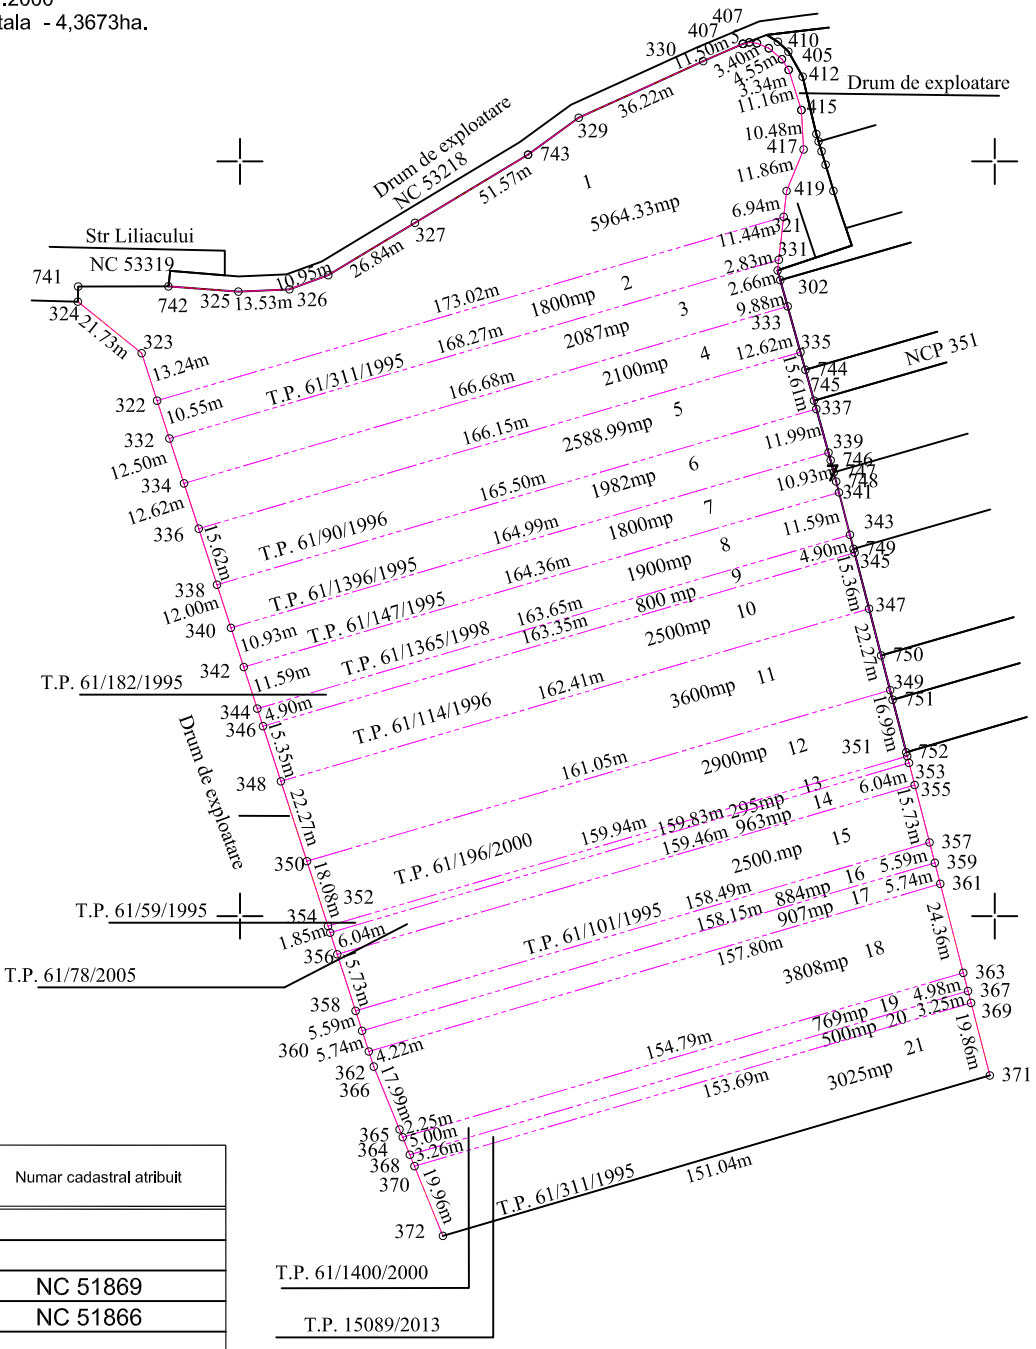 .2000
tala - 4,3673ha.
407
407
330
11.50m
5
410
405
3.40m
4.55m
412
3.34m
Drum de exploatare
36.22m
11.16m
415
329
10.48m
417
743
Drum de exploatare
NC 53218
51.57m
1
5964.33mp
11.86m
419
6.94m
321
327
11.44m
Str Liliacului
NC 53319
741
742
325
13.53m
326
10.95m
26.84m
331
2.83m
2.66m
302
324
21.73m
323
173.02m
1800mp
2
9.88m
333
13.24m
168.27m
2087mp
3
335
T.P. 61/311/1995
12.62m
744
NCP 351
322
10.55m
166.68m
2100mp
4
15.61m
745
337
332
12.50m
166.15m
2588.99mp
5
11.99m
339
334
12.62m
746
747
748
10.93m
341
336
15.62m
T.P. 61/90/1996
165.50m
1982mp
6
11.59m
343
338
12.00m
T.P. 61/1396/1995
164.99m
1800mp
7
4.90m
749
345
340
10.93m
T.P. 61/147/1995
164.36m
1900mp
8
15.36m
347
342
11.59m
T.P. 61/1365/1998
163.65m
800 mp
9
T.P. 61/182/1995
163.35m
2500mp
10
22.27m
750
344
4.90m
346
T.P. 61/114/1996
162.41m
3600mp
11
349
751
Drum de exploatare
15.35m
16.99m
348
161.05m
2900mp
12
351
752
22.27m
353
355
6.04m
350
T.P. 61/196/2000
159.94m
159.83m
295mp
13
18.08m
159.46m
963mp
14
15.73m
352
2500.mp
15
357
T.P. 61/59/1995
354
1.85m
6.04m
T.P. 61/101/1995
158.49m
884mp
16
5.59m
359
356
158.15m
907mp
17
5.74m
361
T.P. 61/78/2005
15.73m
157.80m
24.36m
358
3808mp
18
5.59m
363
360
5.74m
4.22m
154.79m
769mp
19
4.98m
367
362
500mp
20
3.25m
369
366
17.99m
153.69m
3025mp
21
19.86m
371
365
2.25m
5.00m
364
3.26m
368
370
19.96m
T.P. 61/311/1995
151.04m
372
Numar cadastral atribuit
T.P. 61/1400/2000
NC 51869
NC 51866
T.P. 15089/2013